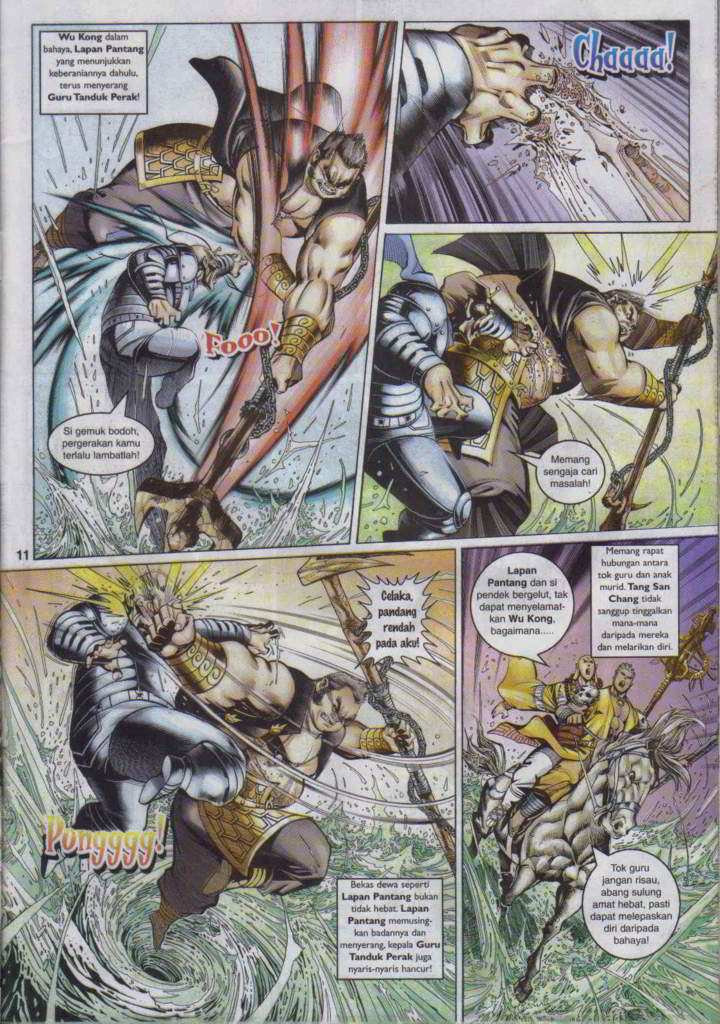 Wu Kong dalam
bahaya, Lapan Pantang
yang menunjukkan
keberaniannya dahulu,
terus menyerang
Guru Tanduk Perak!
Chaaaa!
Fooo!
Si gemuk bodoh,
pergerakan kamu
terlalu lambatlah!
Memang
sengaja cari
masalah!
11
Celaka,
pandang
rendah
pada aku!
Pungggg!
Bekas dewa seperti
Lapan Pantang bukan
tidak hebat. Lapan
Pantang memusing-
kan badannya dan
menyerang, kepala Guru
Tanduk Perak juga
nyaris-nyaris hancur!
Lapan
Pantang dan si
pendek bergelut, tak
dapat menyelamat-
kan Wu Kong,
bagaimana.....
Memang rapat
hubungan antara
tok guru dan anak
murid. Tang San
Chang tidak
sanggup tinggalkan
mana-mana
daripada mereka
dan melarikan diri.
Tok guru
jangan risau,
abang sulung
amat hebat, pasti
dapat melepaskan
diri daripada
bahaya!